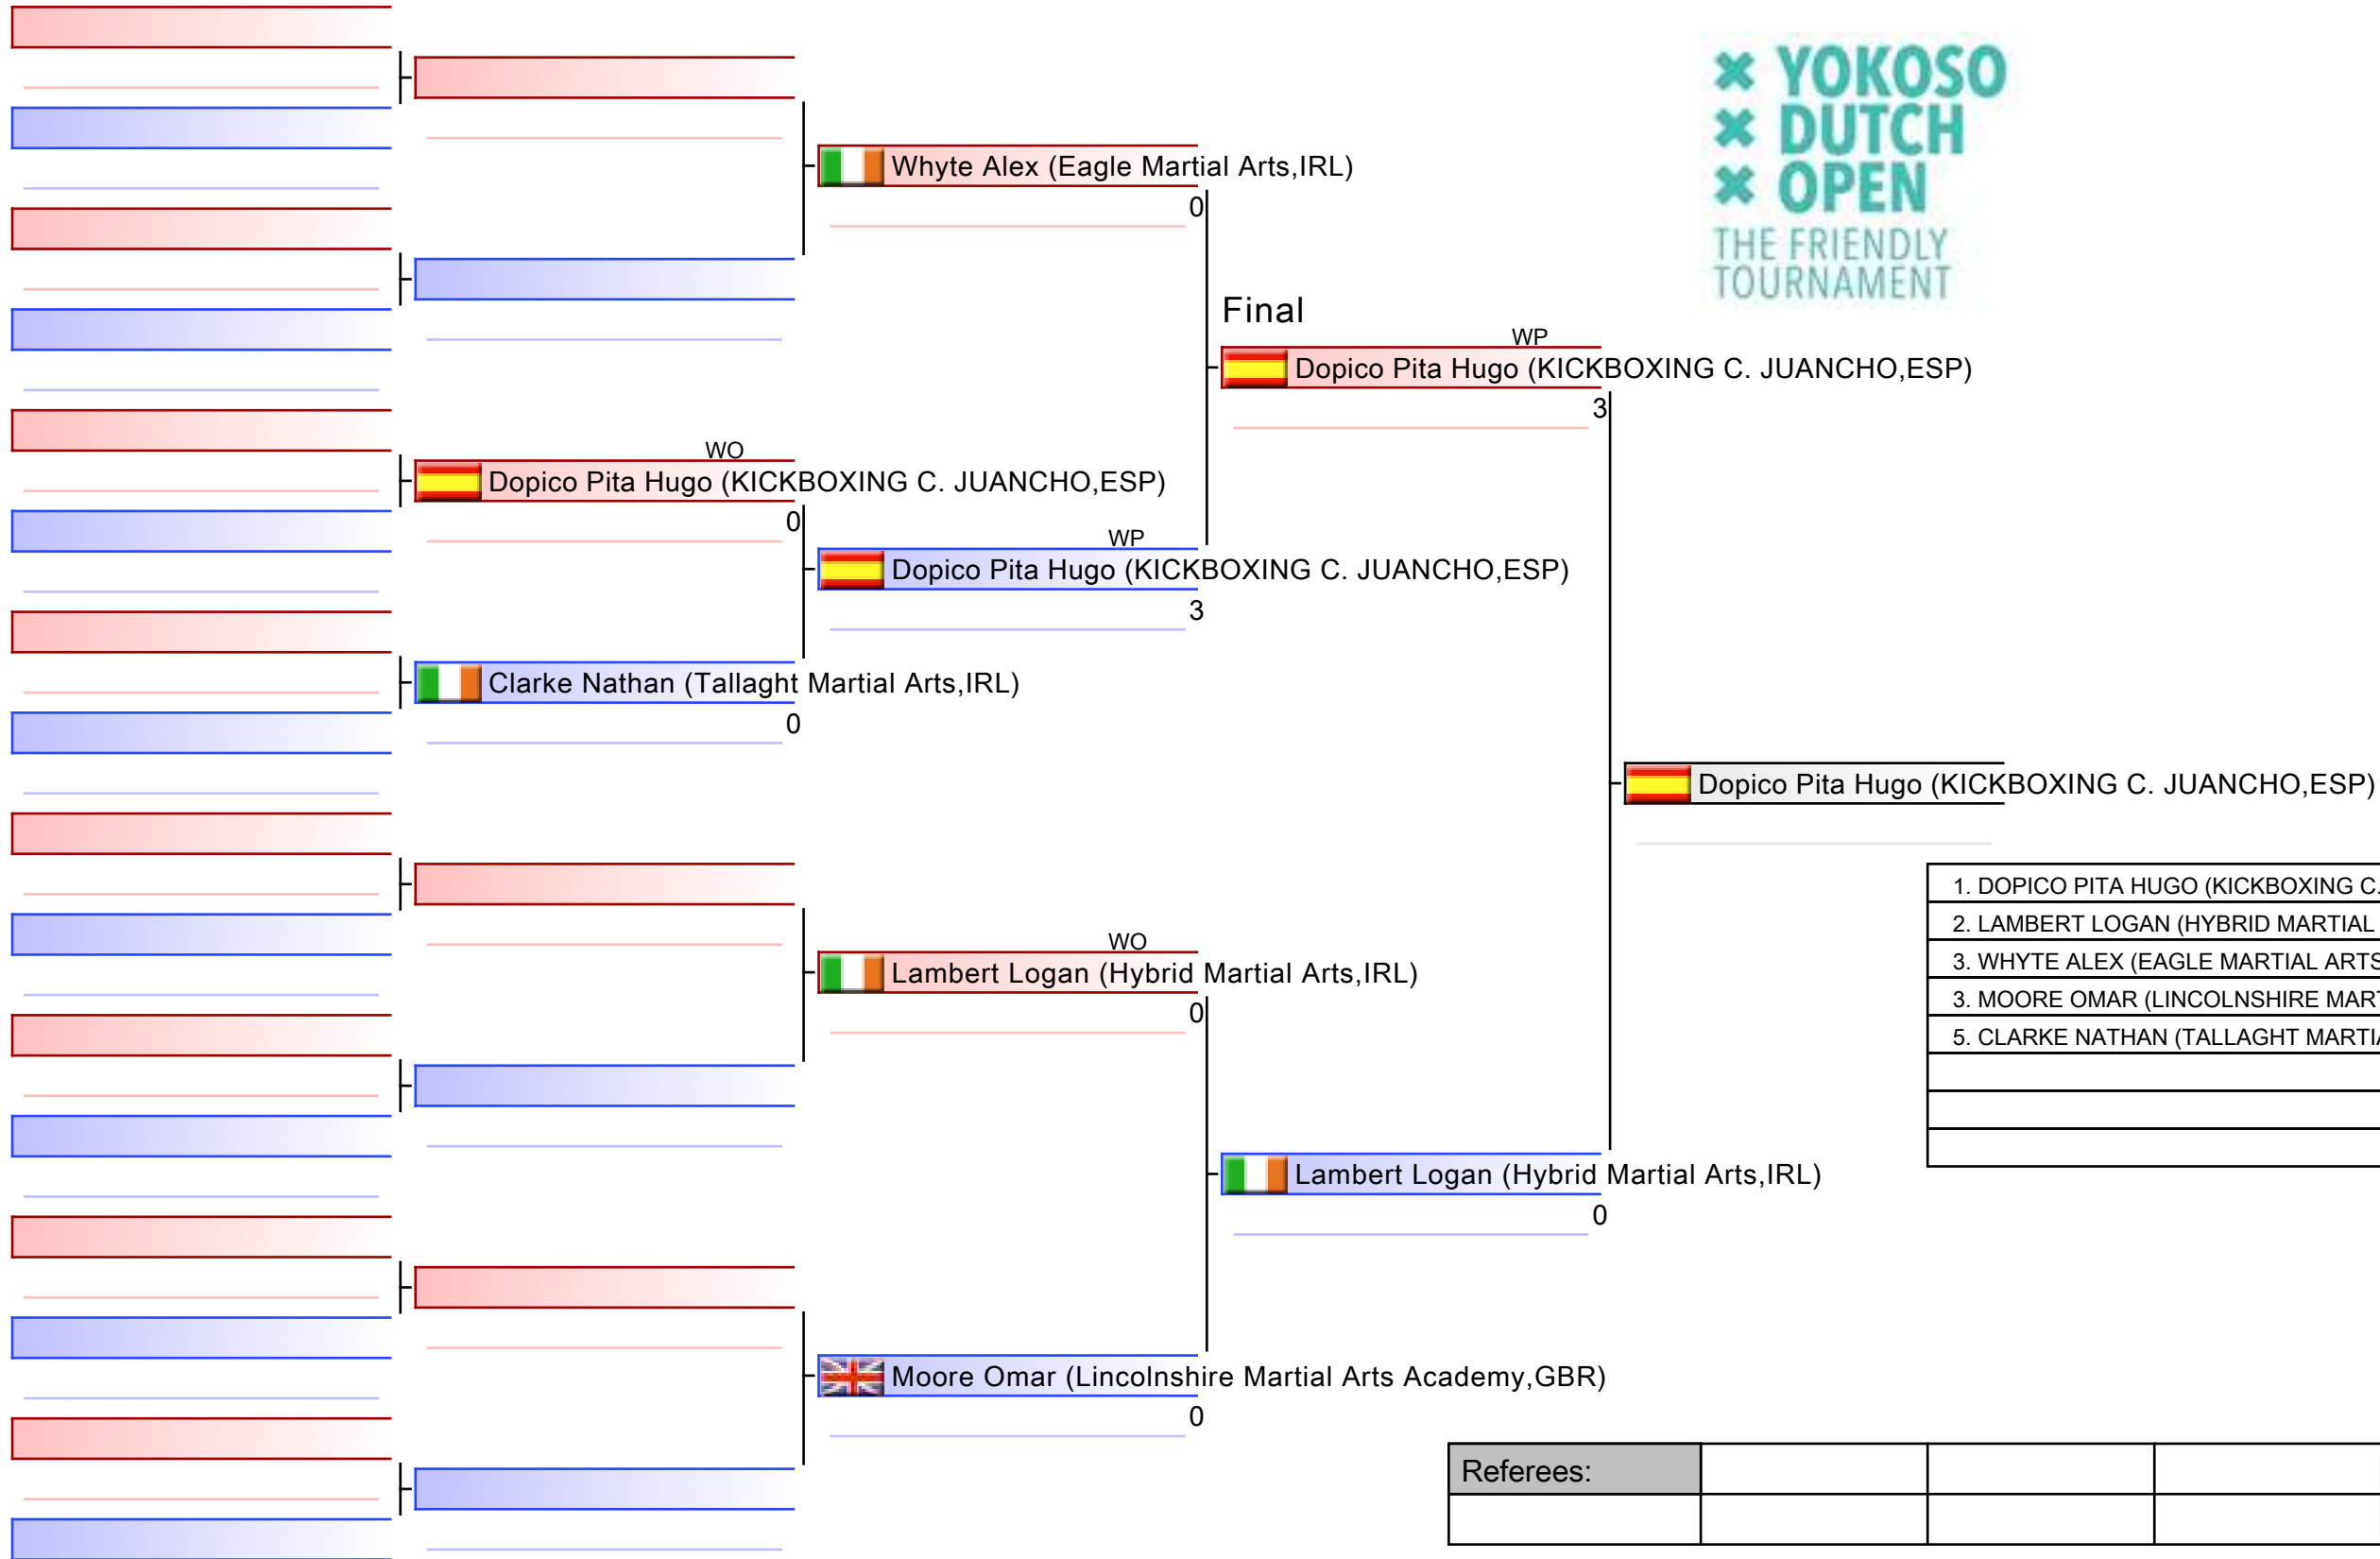 YOKOSO
DUTCH
OPEN
THE FRIENDLY
TOURNAMENT
Whyte Alex (Eagle Martial Arts,IRL)
0
Final
WP
Dopico Pita Hugo (KICKBOXING C. JUANCHO,ESP)
3
WO
Dopico Pita Hugo (KICKBOXING C. JUANCHO,ESP)
0
WP
Dopico Pita Hugo (KICKBOXING C. JUANCHO,ESP)
3
Clarke Nathan (Tallaght Martial Arts,IRL)
0
Dopico Pita Hugo (KICKBOXING C. JUANCHO,ESP)
1. DOPICO PITA HUGO (KICKBOXING C.
2. LAMBERT LOGAN (HYBRID MARTIAL
3. WHYTE ALEX (EAGLE MARTIAL ARTS
3. MOORE OMAR (LINCOLNSHIRE MART
5. CLARKE NATHAN (TALLAGHT MARTIA
WO
Lambert Logan (Hybrid Martial Arts,IRL)
0
Lambert Logan (Hybrid Martial Arts,IRL)
0
Moore Omar (Lincolnshire Martial Arts Academy,GBR)
0
Referees: